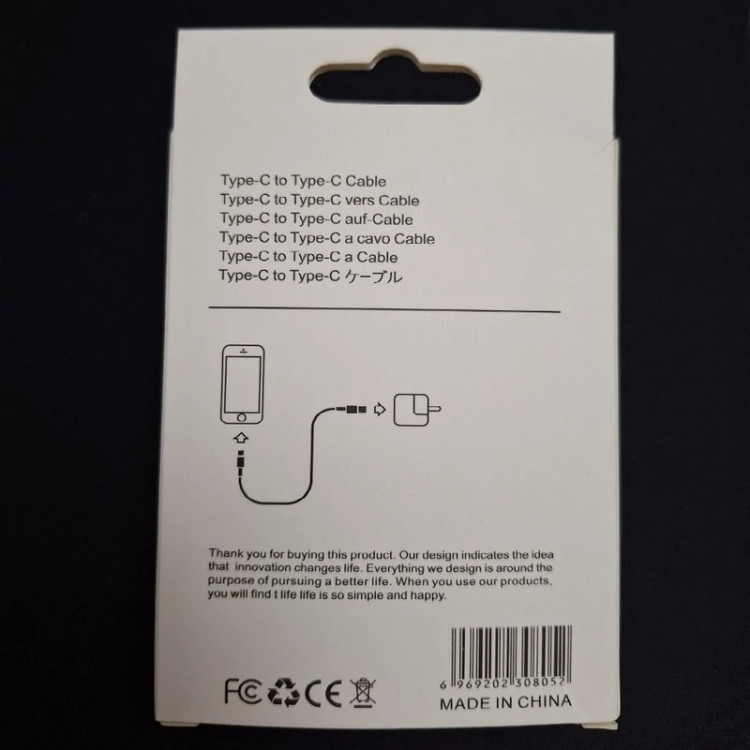 Type-C to Type-C Cable
Type-C to Type-C vers Cable
Type-C to Type-C auf-Cable
Type-C to Type-C a cavo Cable
Type-C to Type-C a Cable
Type-C to Type-C ケーブル
Thank you for buying this product. Our design indicates the idea
that innovation changes life. Everything we design is around the
purpose of pursuing a better life. When you use our products,
you will find t life life is so simple and happy.
FC CE
6 969202 308052
MADE IN CHINA